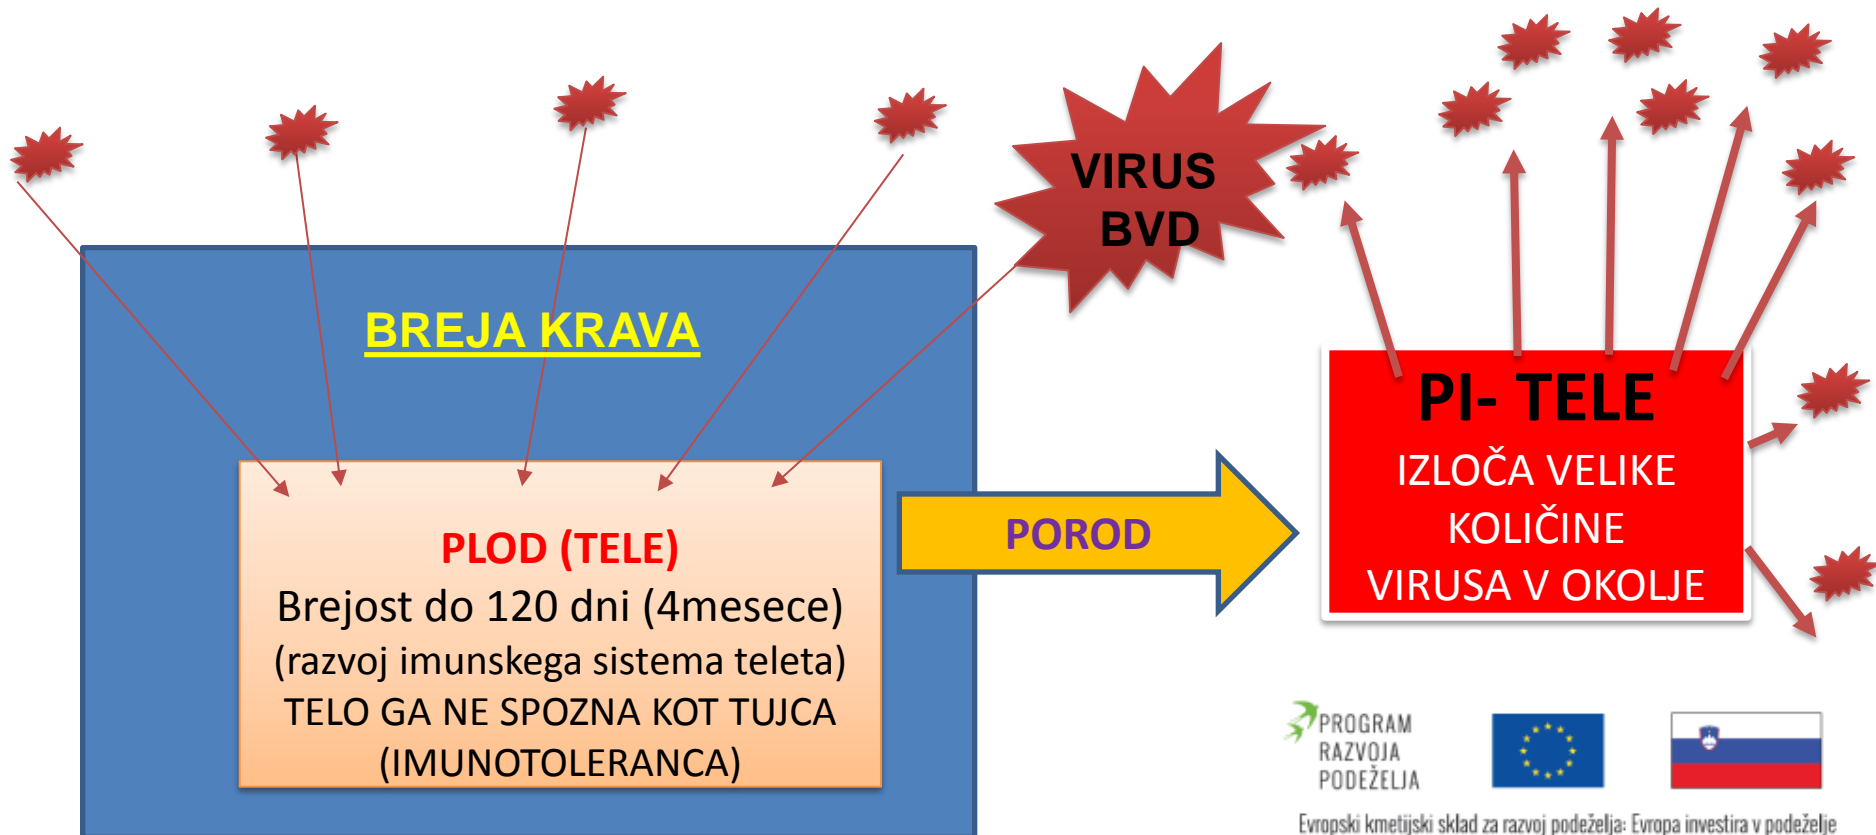 VIRUS
BVD
BREJA KRAVA
PLOD (TELE)
Brejost do 120 dni (4mesece)
(razvoj imunskega sistema teleta)
TELO GA NE SPOZNA KOT TUJCA
(IMUNOTOLERANCA)
POROD
PI- TELE
IZLOČA VELIKE
KOLIČINE
VIRUSA V OKOLJE
PROGRAM
RAZVOJA
PODEŽELJA
Evropski kmetijski sklad za razvoj podeželja: Evropa investira v podeželje